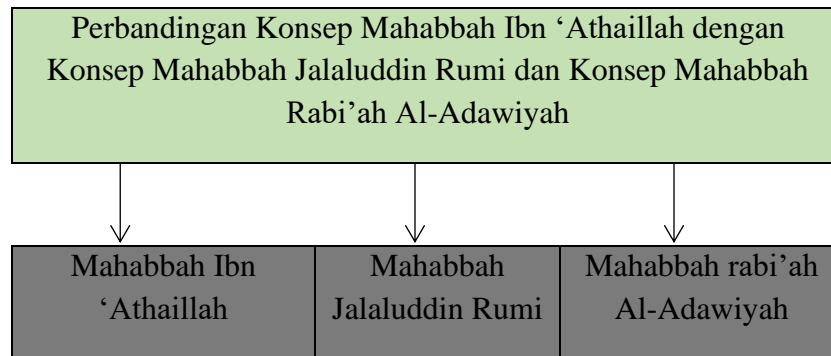 Perbandingan Konsep Mahabbah Ibn ‘Athaillah dengan
Konsep Mahabbah Jalaluddin Rumi dan Konsep Mahabbah
Rabi’ah Al-Adawiyah
Mahabbah Ibn
‘Athaillah
Mahabbah
Jalaluddin Rumi
Mahabbah rabi’ah
Al-Adawiyah